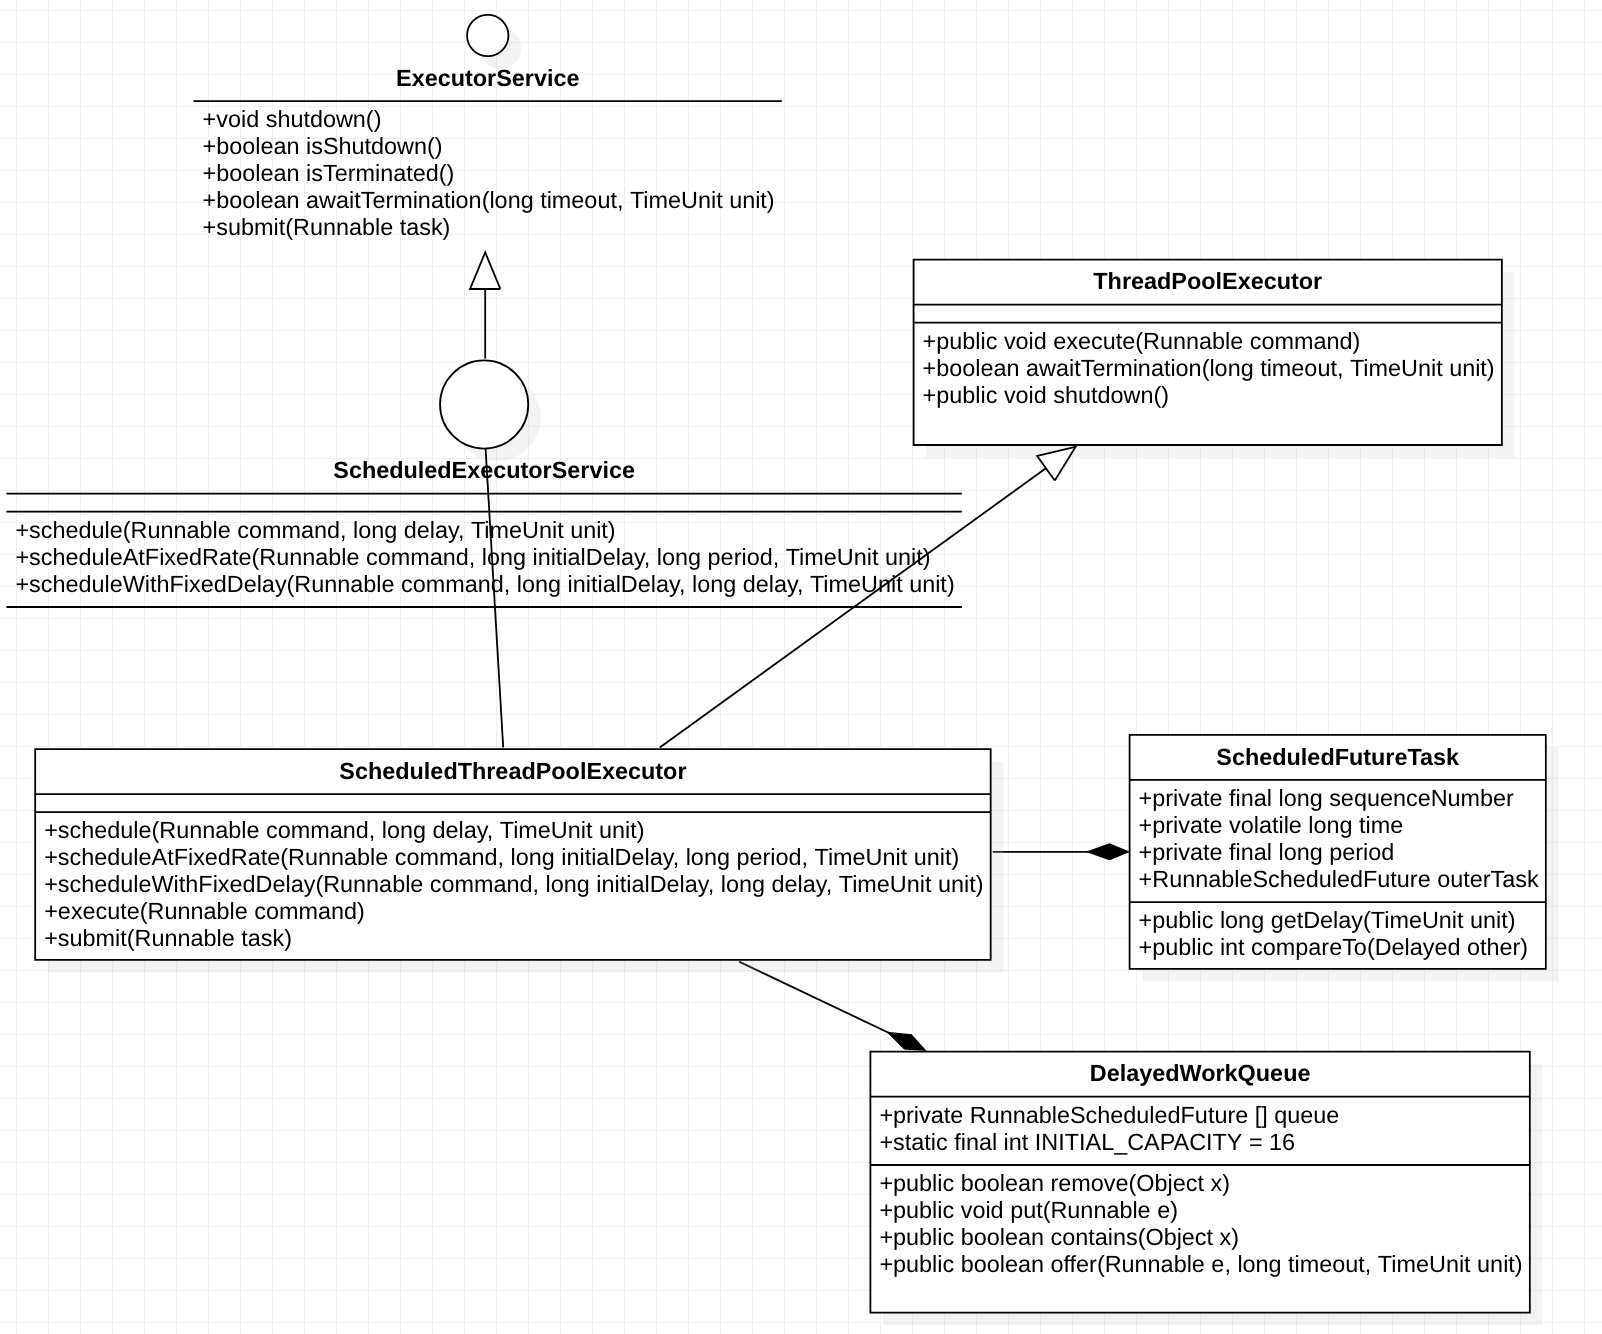 ExecutorService
+void shutdown()
+boolean isShutdown()
+boolean isTerminated()
+boolean awaitTermination(long timeout, TimeUnit unit)
+submit(Runnable task)
ThreadPoolExecutor
+public void execute(Runnable command)
+boolean awaitTermination(long timeout, TimeUnit unit)
+public void shutdown()
ScheduledExecutorService
+schedule(Runnable command, long delay, TimeUnit unit)
+scheduleAtFixedRate(Runnable command, long initialDelay, long period, TimeUnit unit)
+scheduleWithFixedDelay(Runnable command, long initialDelay, long delay, TimeUnit unit)
ScheduledThreadPoolExecutor
+schedule(Runnable command, long delay, TimeUnit unit)
+scheduleAtFixedRate(Runnable command, long initialDelay, long period, TimeUnit unit)
+scheduleWithFixedDelay(Runnable command, long initialDelay, long delay, TimeUnit unit)
+execute(Runnable command)
+submit(Runnable task)
ScheduledFutureTask
+private final long sequenceNumber
+private volatile long time
+private final long period
+RunnableScheduledFuture outerTask
+public long getDelay(TimeUnit unit)
+public int compareTo(Delayed other)
DelayedWorkQueue
+private RunnableScheduledFuture [] queue
+static final int INITIAL_CAPACITY = 16
+public boolean remove(Object x)
+public void put(Runnable e)
+public boolean contains(Object x)
+public boolean offer(Runnable e, long timeout, TimeUnit unit)